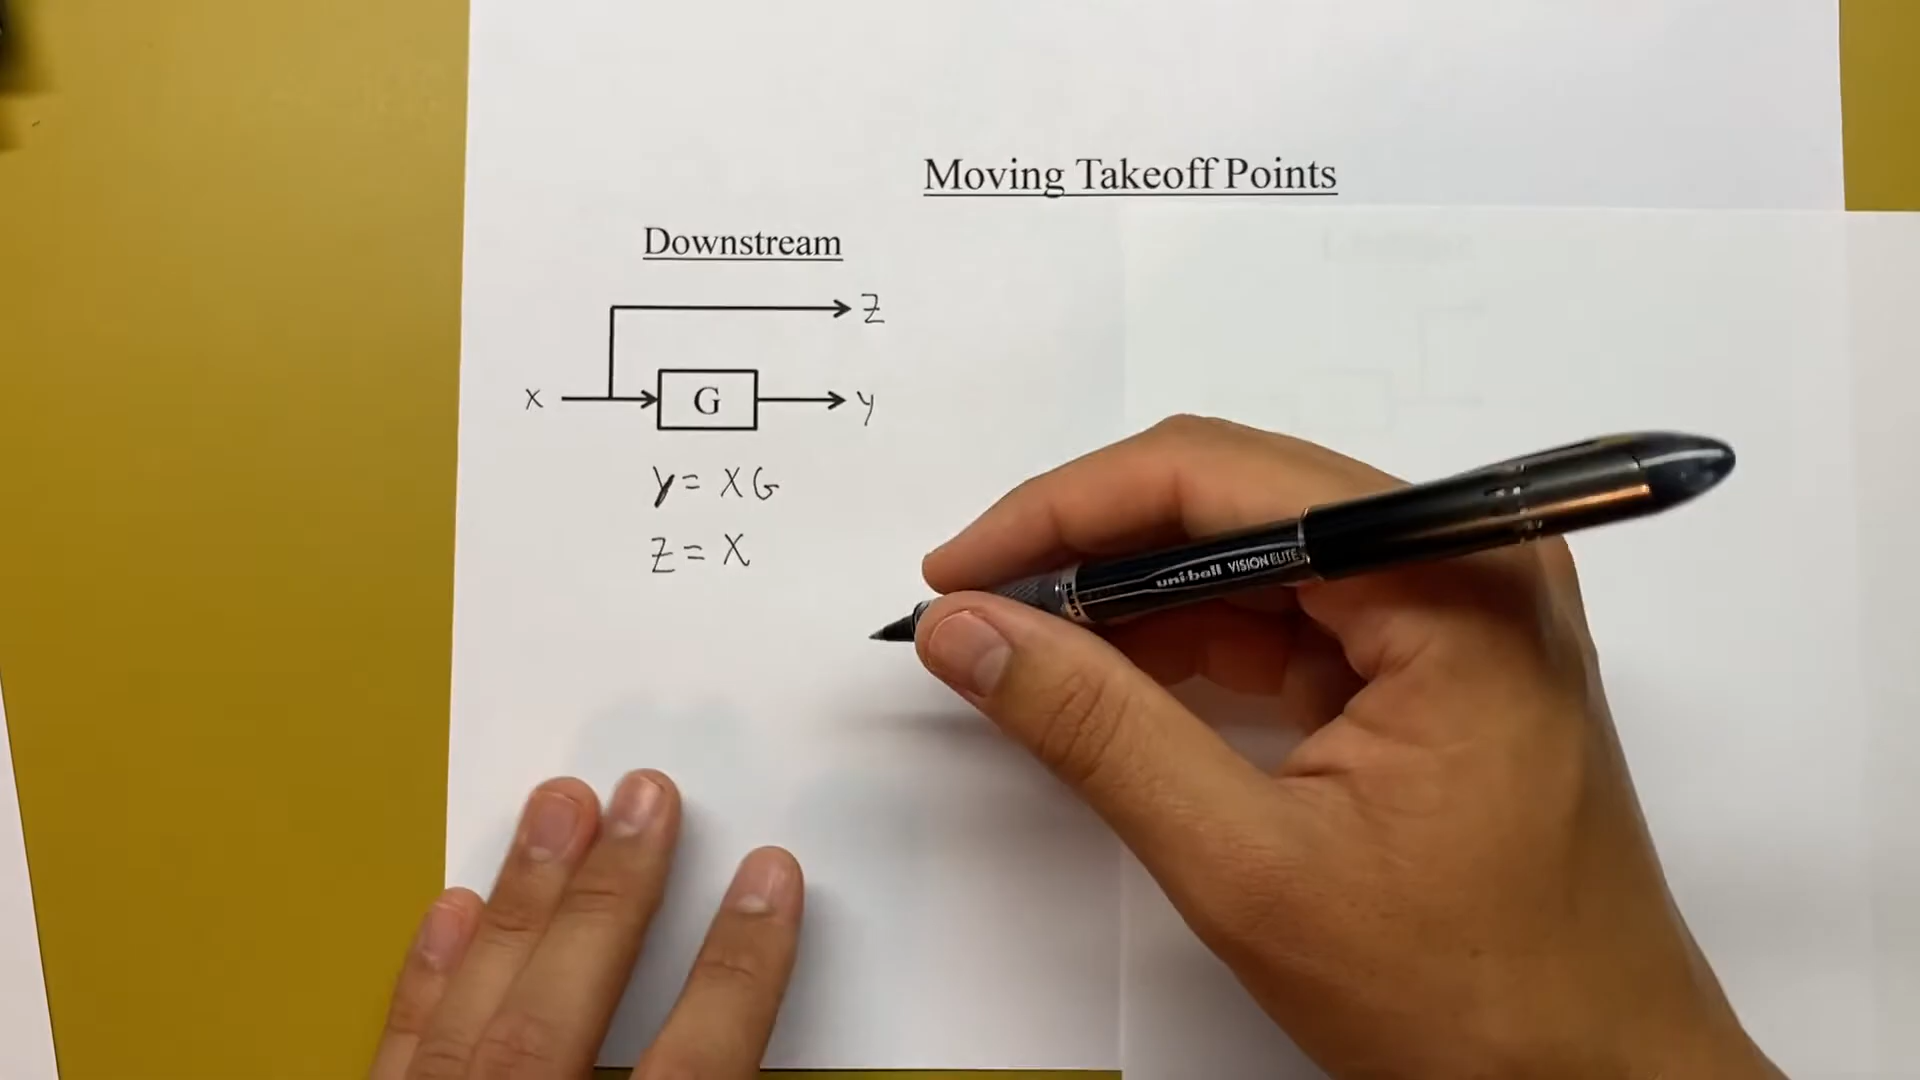 Moving Takeoff Points
Downstream
Z
X
G
y
y = XG
Z = X
uni-ball VISION ELITE